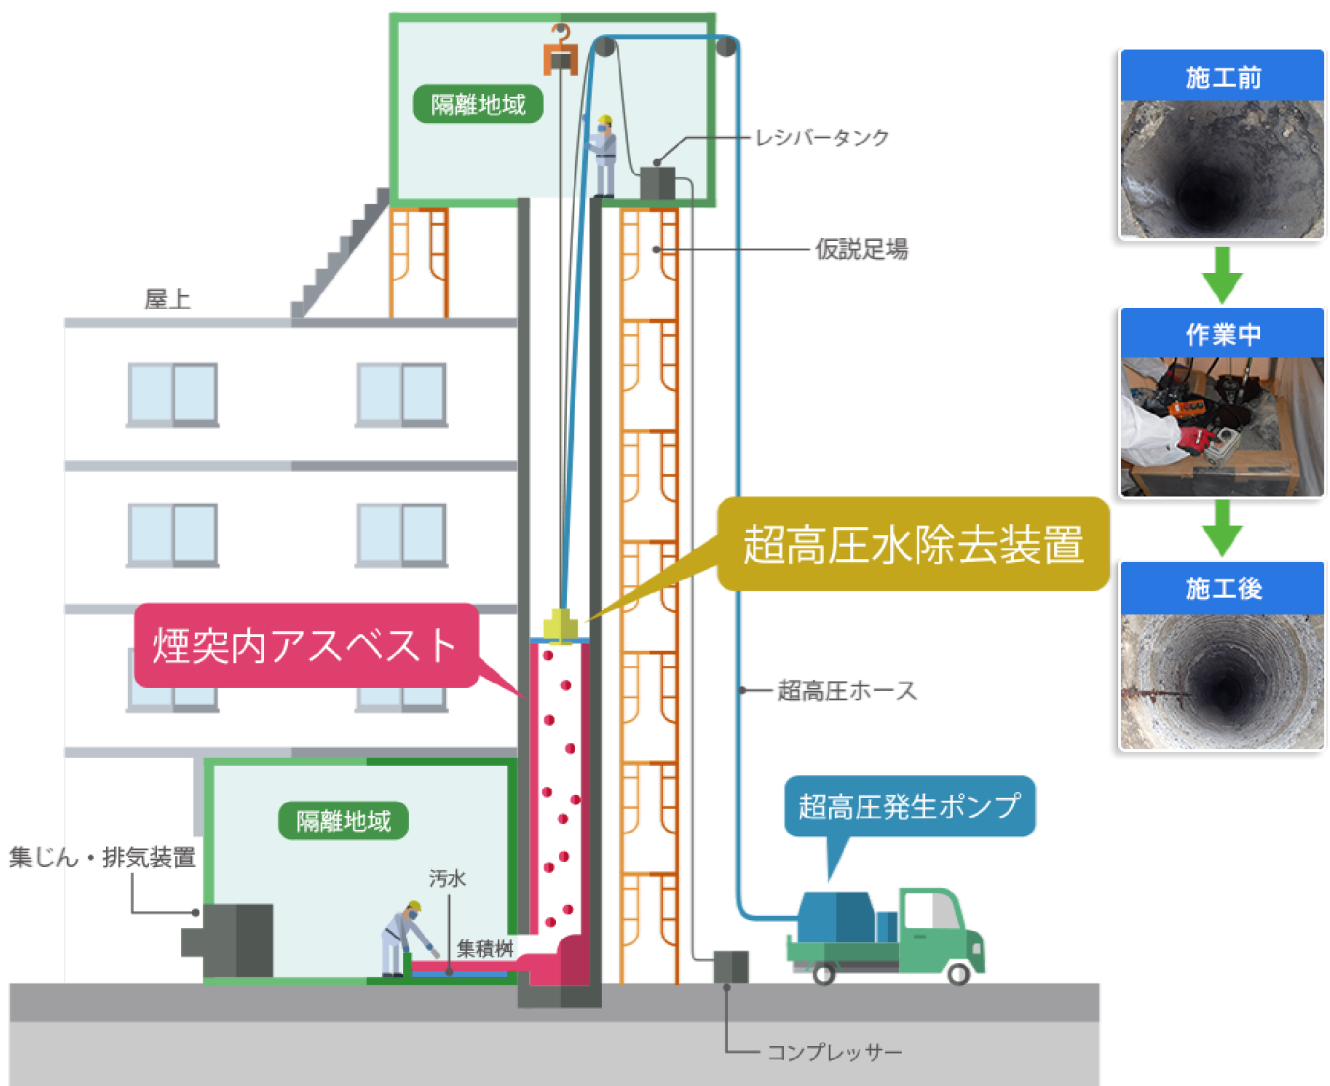 隔離地域
レシバータンク
仮説足場
屋上
超高圧水除去装置
煙突内アスベスト
超高圧ホース
超高圧発生ポンプ
隔離地域
集じん・排気装置
汚水
集積桝
コンプレッサー
施工前
作業中
施工後